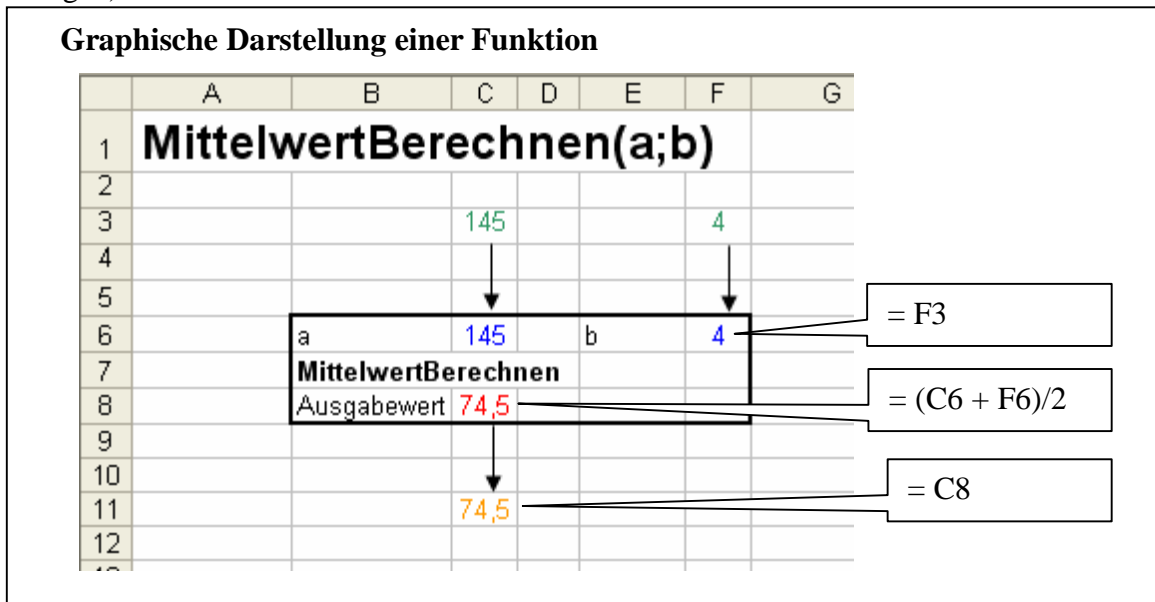 Graphische Darstellung einer Funktion
A B C D E F G
1 MittelwertBerechnen(a;b)
2
3 145 4
4
5
= F3
6 a 145 b 4
7 MittelwertBerechnen
8 Ausgabewert 74,5
= (C6 + F6)/2
9
10
= C8
11 74,5
12